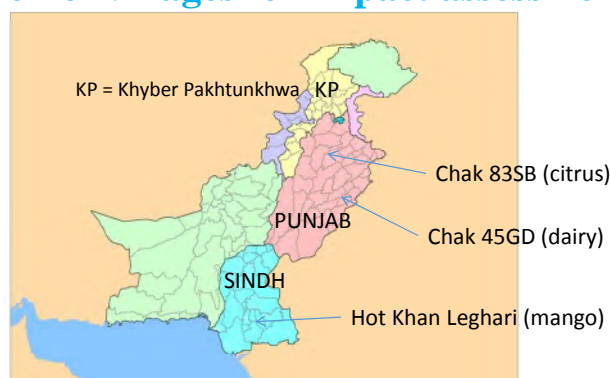 KP = Khyber Pakhtunkhwa KP
Chak 83SB (citrus)
PUNJAB
Chak 45GD (dairy)
SINDH
Hot Khan Leghari (mango)